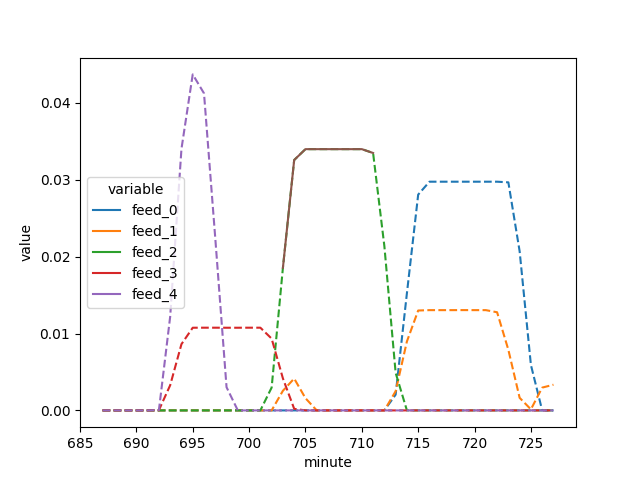 0.04
0.03
0.02
0.01
0.00
value
variable
feed_0
feed_1
feed_2
feed_3
feed_4
685 690 695 700 705 710 715 720 725
minute